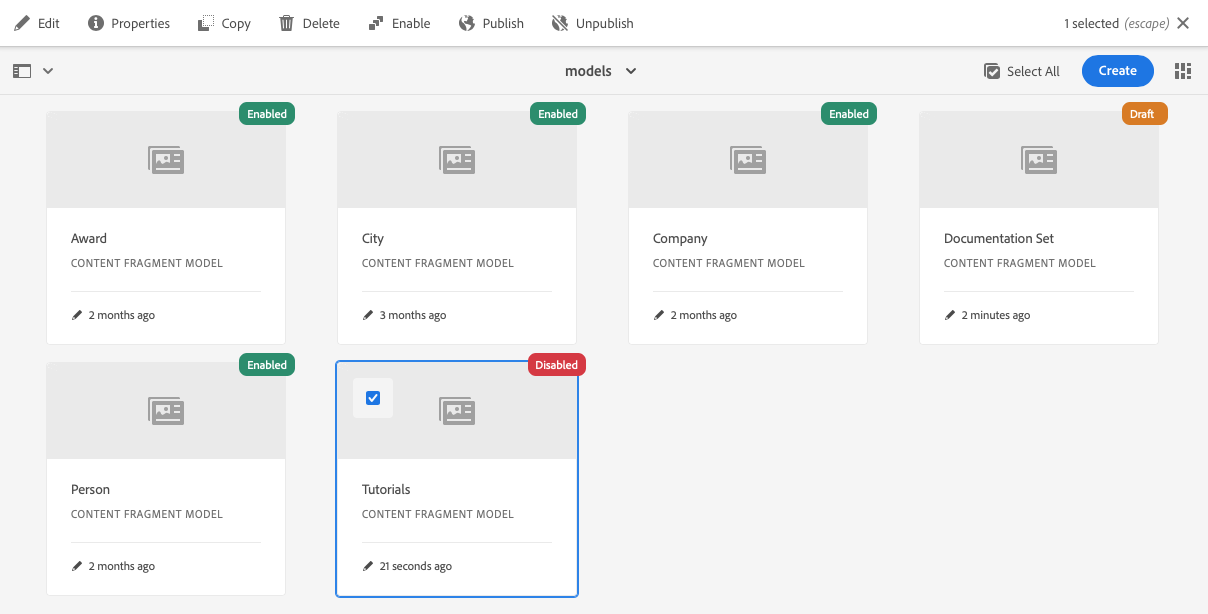 Edit Properties Copy Delete Enable Publish Unpublish 1 selected (escape)
models Select All Create
Enabled Enabled Enabled Draft
Award City Company Documentation Set
CONTENT FRAGMENT MODEL CONTENT FRAGMENT MODEL CONTENT FRAGMENT MODEL CONTENT FRAGMENT MODEL
2 months ago 3 months ago 2 months ago 2 minutes ago
Enabled Disabled
Person Tutorials
CONTENT FRAGMENT MODEL CONTENT FRAGMENT MODEL
2 months ago 21 seconds ago